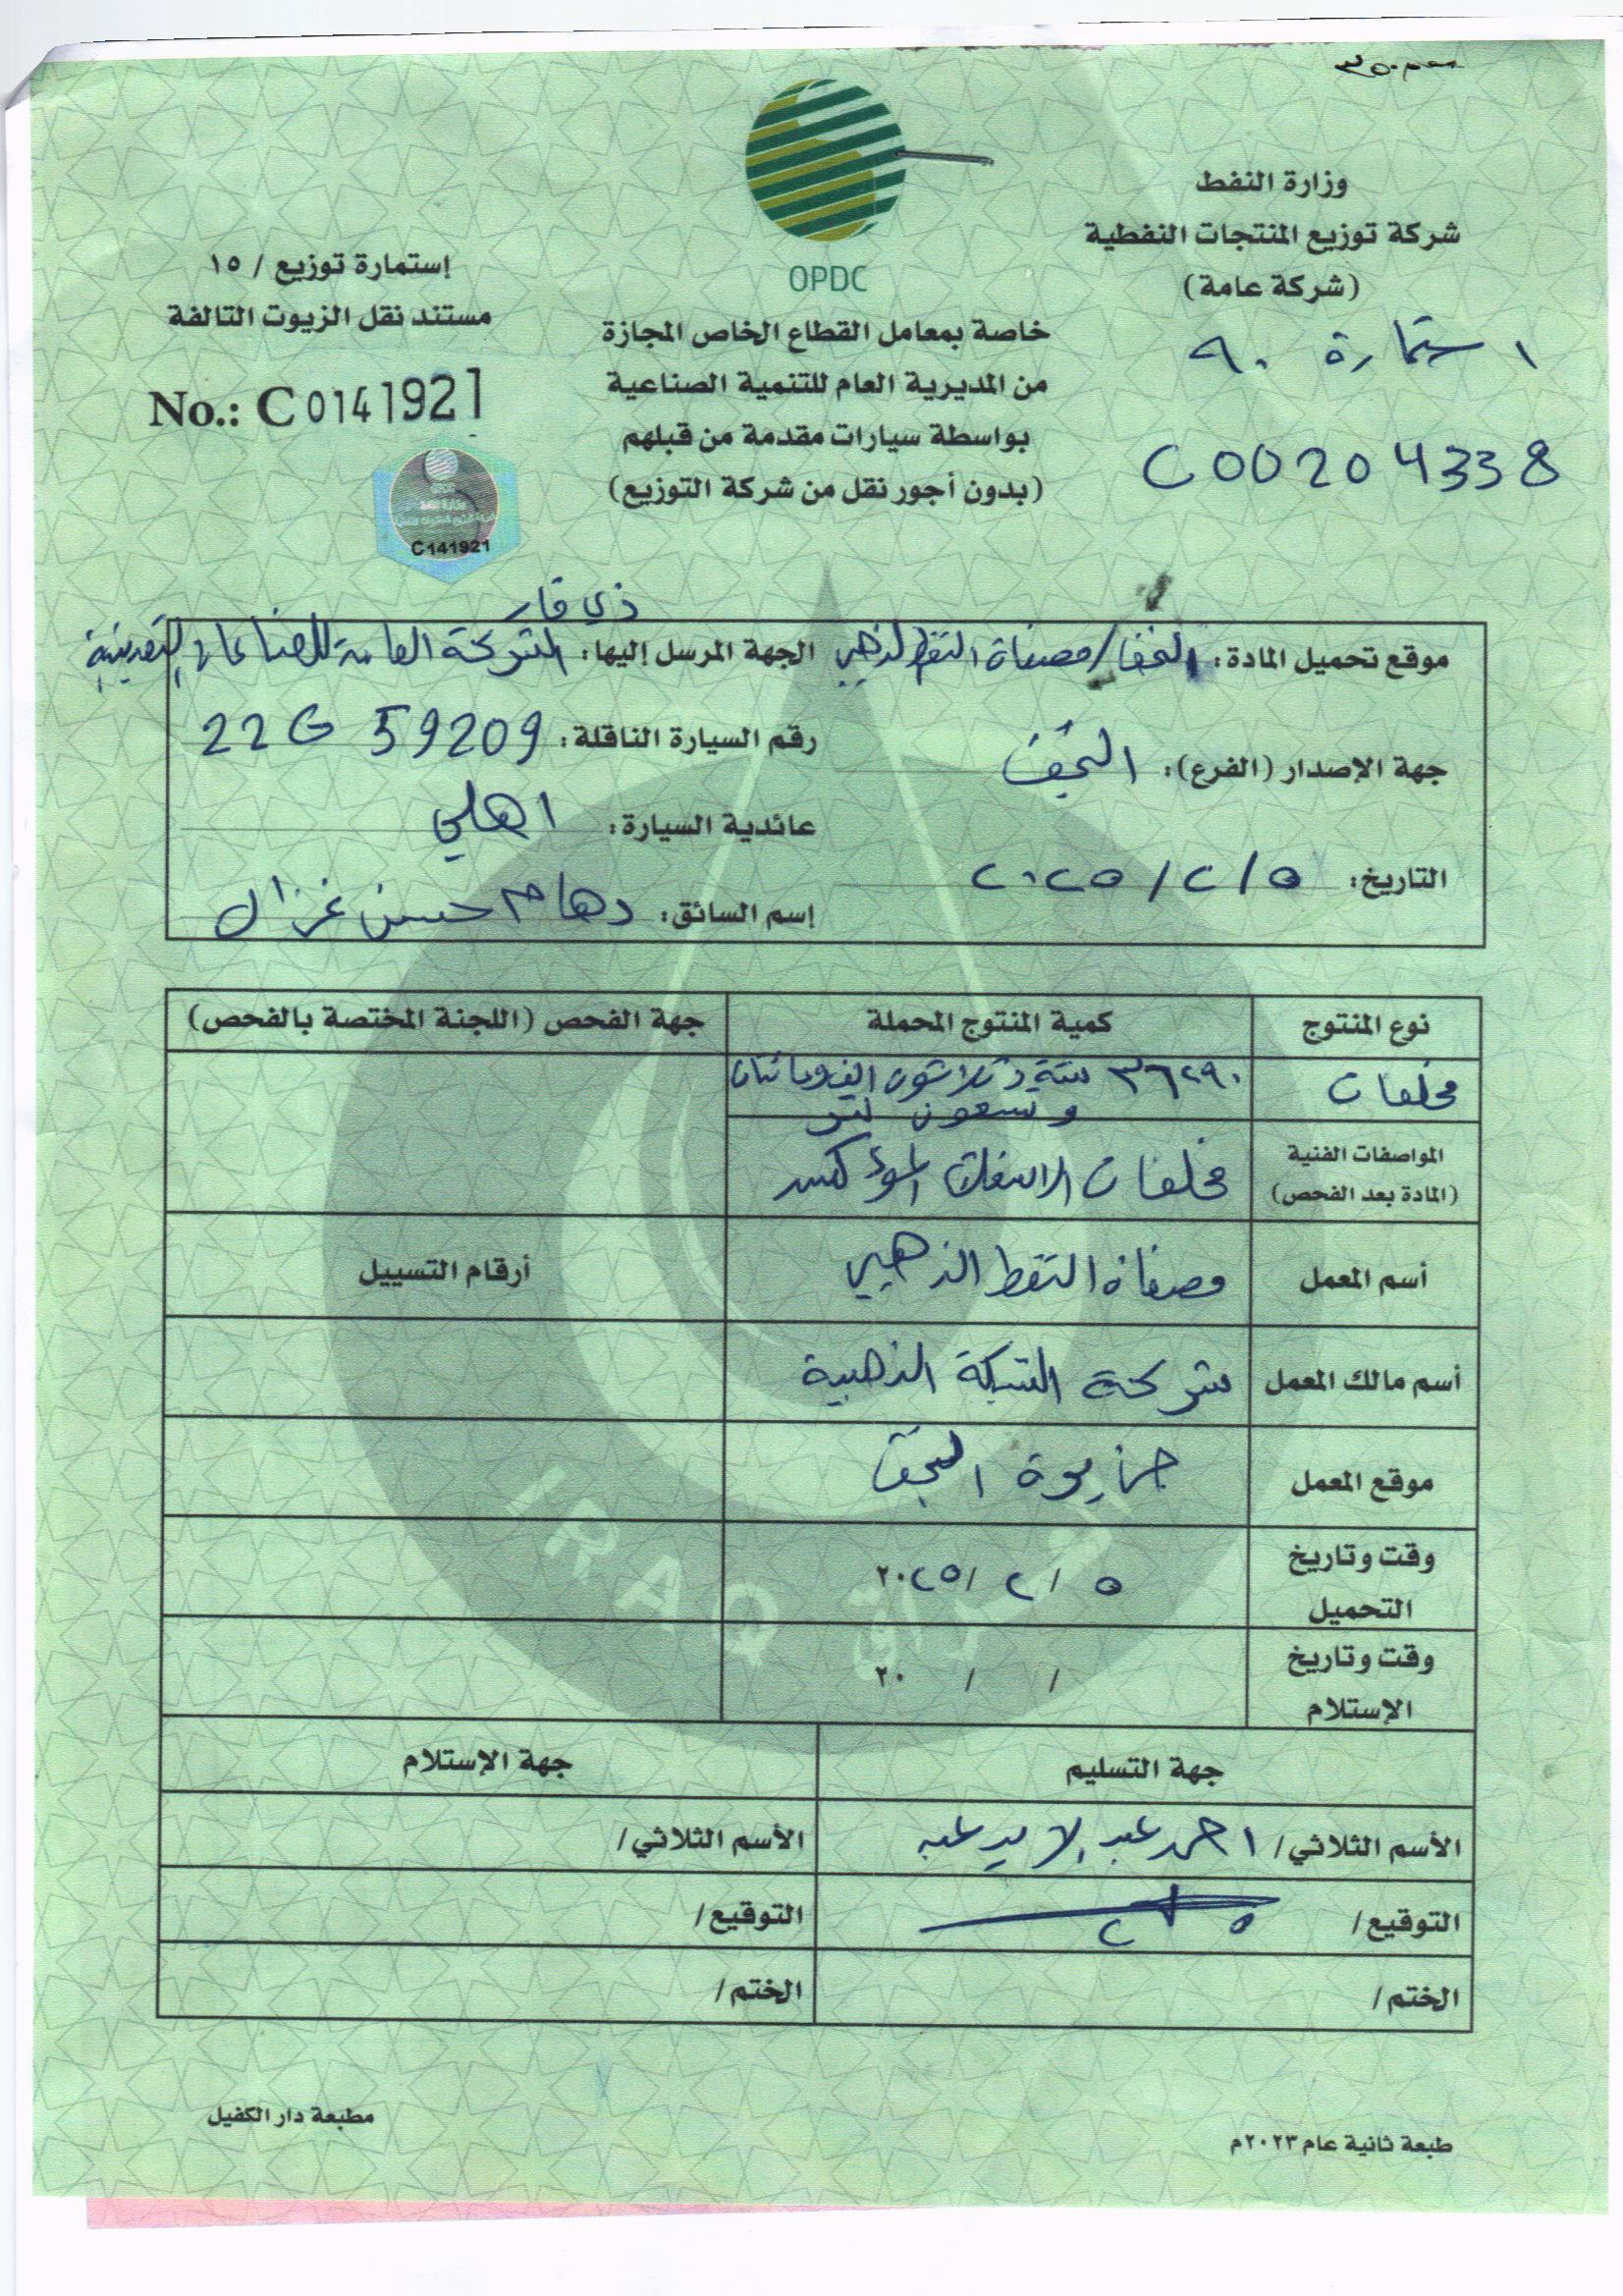 وزارة النفط
شركة توزيع المنتجات النفطية
(شركة عامة)
استمارة ٩٠
C00204338
OPDC
خاصة بمعامل القطاع الخاص المجازة
من المديرية العام للتنمية الصناعية
بواسطة سيارات مقدمة من قبلهم
(بدون أجور نقل من شركة التوزيع)
إستمارة توزيع / ١٥
مستند نقل الزيوت التالفة
No.: C 0141921
C141921
ذي قار
موقع تحميل المادة: النجف/مصفاة النفط الذهبي
الجهة المرسل إليها: الشركة العامة للصناعات التعدينية
جهة الإصدار (الفرع): النجف
رقم السيارة الناقلة: 22G 59209
عائدية السيارة: اهلي
التاريخ: ٢٠٢٥/٢/٥
إسم السائق: دهام حسن غزال
نوع المنتوج كمية المنتوج المحملة جهة الفحص (اللجنة المختصة بالفحص)
مخلفات ٣٦٢٩٠ ستة وثلاثون الف ومائتان
وتسعون لتر
المواصفات الفنية
(المادة بعد الفحص)
مخلفات الاسفلت المؤكسد
أسم المعمل مصفاة النفط الذهبي أرقام التسييل
أسم مالك المعمل شركة الشبكة الذهبية
موقع المعمل جزيرة النجف
وقت وتاريخ
التحميل
٥ / ٢ /٢٠٢٥
وقت وتاريخ
الإستلام
/ / ٢٠
IRAQ العراق
جهة التسليم جهة الإستلام
الأسم الثلاثي/ احمد عبد الامير عبد الأسم الثلاثي/
التوقيع/ التوقيع/
الختم/ الختم/
طبعة ثانية عام ٢٠٢٣م
مطبعة دار الكفيل